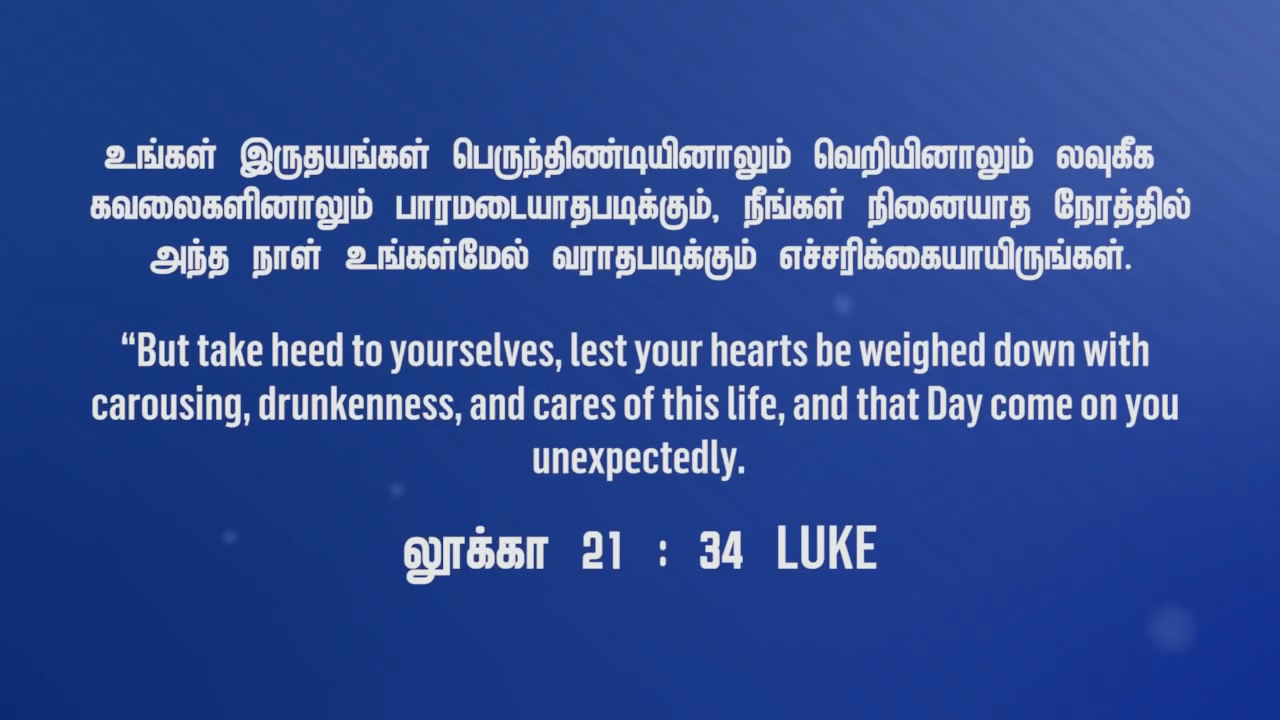 உங்கள் இருதயங்கள் பெருந்திண்டியினாலும் வெறியினாலும் லவுகீக
கவலைகளினாலும் பாரமடையாதபடிக்கும், நீங்கள் நினையாத நேரத்தில்
அந்த நாள் உங்கள்மேல் வராதபடிக்கும் எச்சரிக்கையாயிருங்கள்.
“But take heed to yourselves, lest your hearts be weighed down with
carousing, drunkenness, and cares of this life, and that Day come on you
unexpectedly.
லூக்கா 21 : 34 LUKE